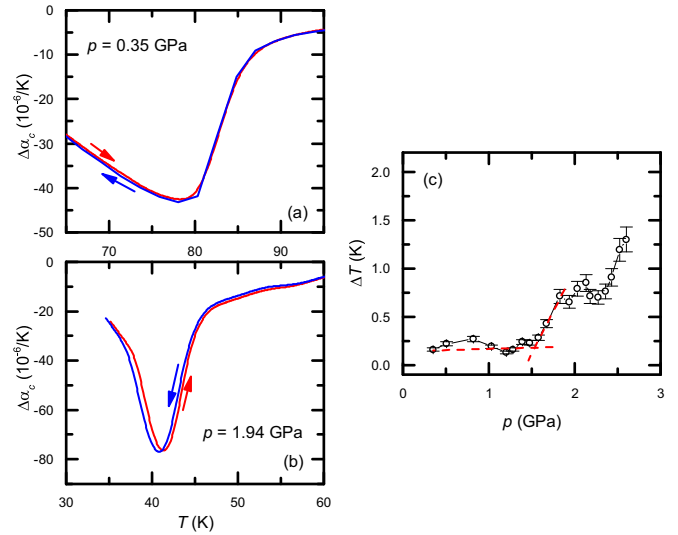 0
-10
-20
-30
-40
-50
Δα_c (10⁻⁶/K)
p = 0.35 GPa
(a)
70 80 90
0
-20
-40
-60
-80
Δα_c (10⁻⁶/K)
p = 1.94 GPa
(b)
30 40 50 60
T (K)
(c)
2.0
1.5
1.0
0.5
0.0
ΔT (K)
0 1 2 3
p (GPa)